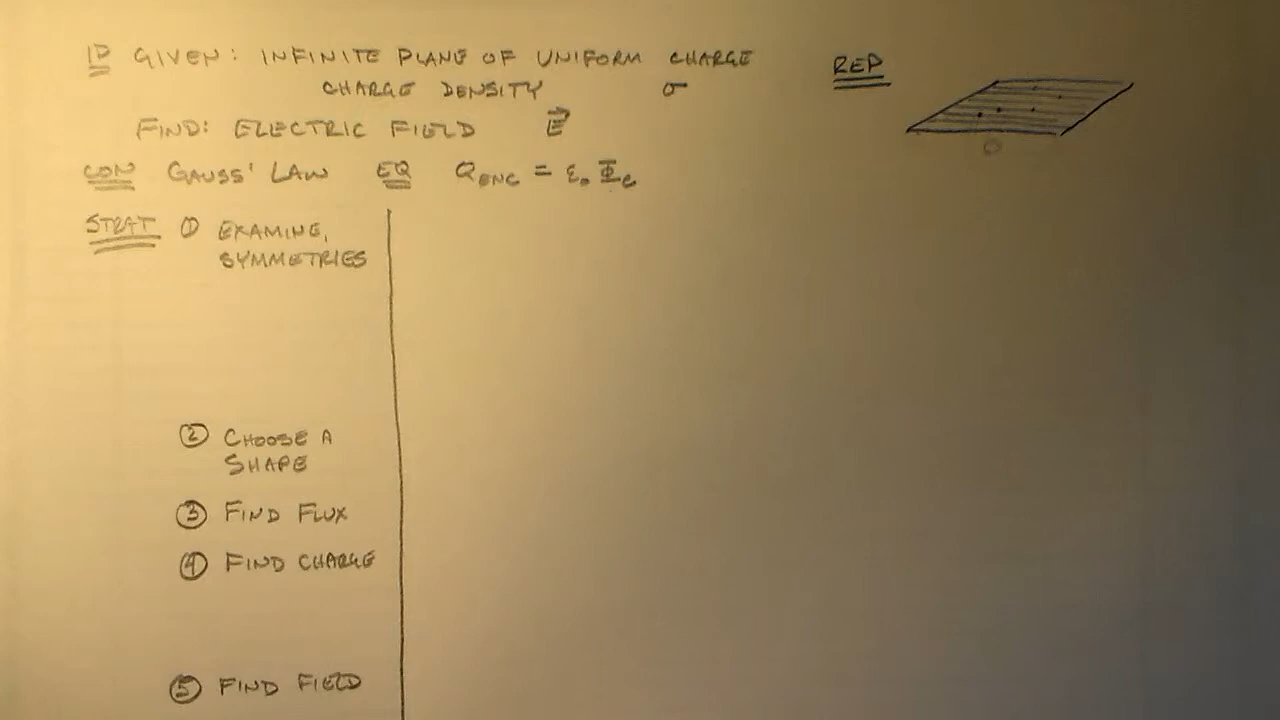 ID GIVEN: INFINITE PLANE OF UNIFORM CHARGE
CHARGE DENSITY σ
FIND: ELECTRIC FIELD E⃗
CON GAUSS' LAW EQ Q_ENC = ε₀ Φ_e
STRAT ① EXAMINE,
SYMMETRIES
② CHOOSE A
SHAPE
③ FIND FLUX
④ FIND CHARGE
⑤ FIND FIELD
REP